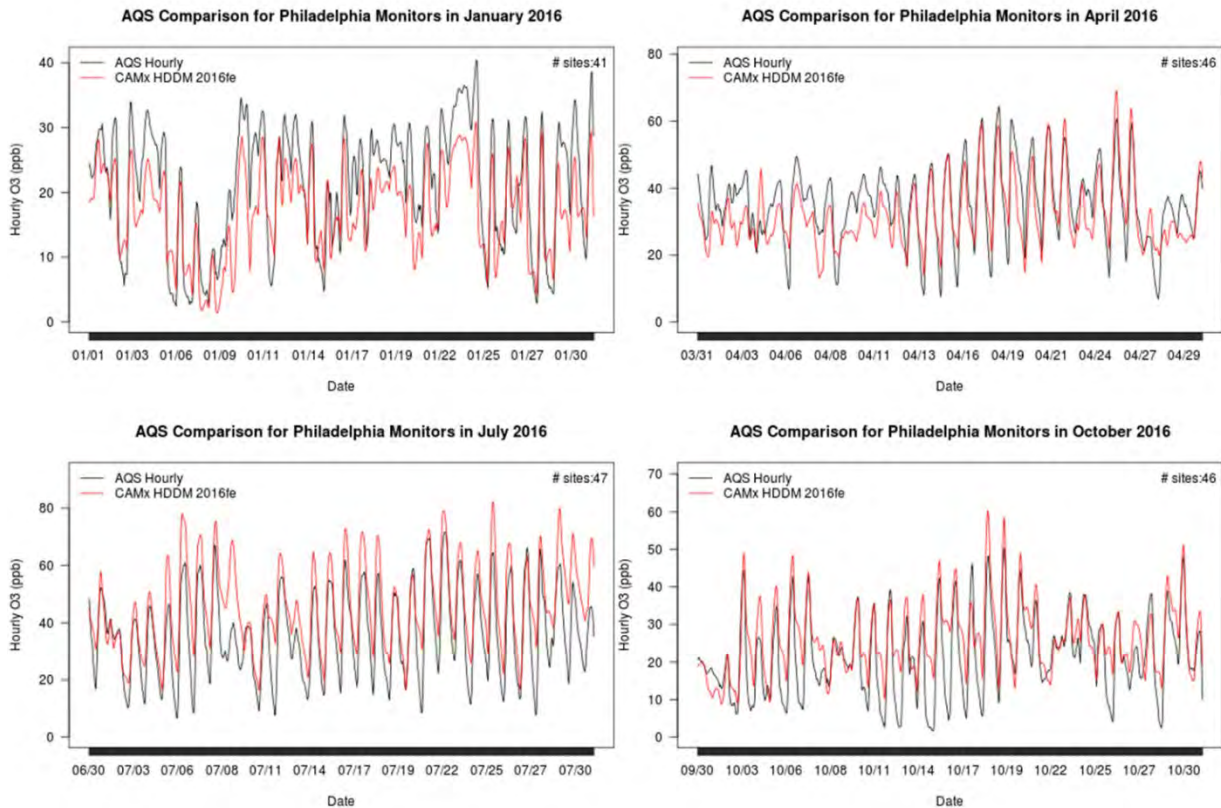 AQS Comparison for Philadelphia Monitors in January 2016
AQS Hourly
CAMx HDDM 2016fe
# sites:41
Hourly O3 (ppb)
40
30
20
10
0
01/01 01/03 01/06 01/09 01/11 01/14 01/17 01/19 01/22 01/25 01/27 01/30
Date
AQS Comparison for Philadelphia Monitors in April 2016
AQS Hourly
CAMx HDDM 2016fe
# sites:46
Hourly O3 (ppb)
80
60
40
20
0
03/31 04/03 04/06 04/08 04/11 04/13 04/16 04/19 04/21 04/24 04/27 04/29
Date
AQS Comparison for Philadelphia Monitors in July 2016
AQS Hourly
CAMx HDDM 2016fe
# sites:47
Hourly O3 (ppb)
80
60
40
20
0
06/30 07/03 07/06 07/08 07/11 07/14 07/17 07/19 07/22 07/25 07/27 07/30
Date
AQS Comparison for Philadelphia Monitors in October 2016
AQS Hourly
CAMx HDDM 2016fe
# sites:46
Hourly O3 (ppb)
70
60
50
40
30
20
10
0
09/30 10/03 10/06 10/08 10/11 10/14 10/17 10/19 10/22 10/25 10/27 10/30
Date